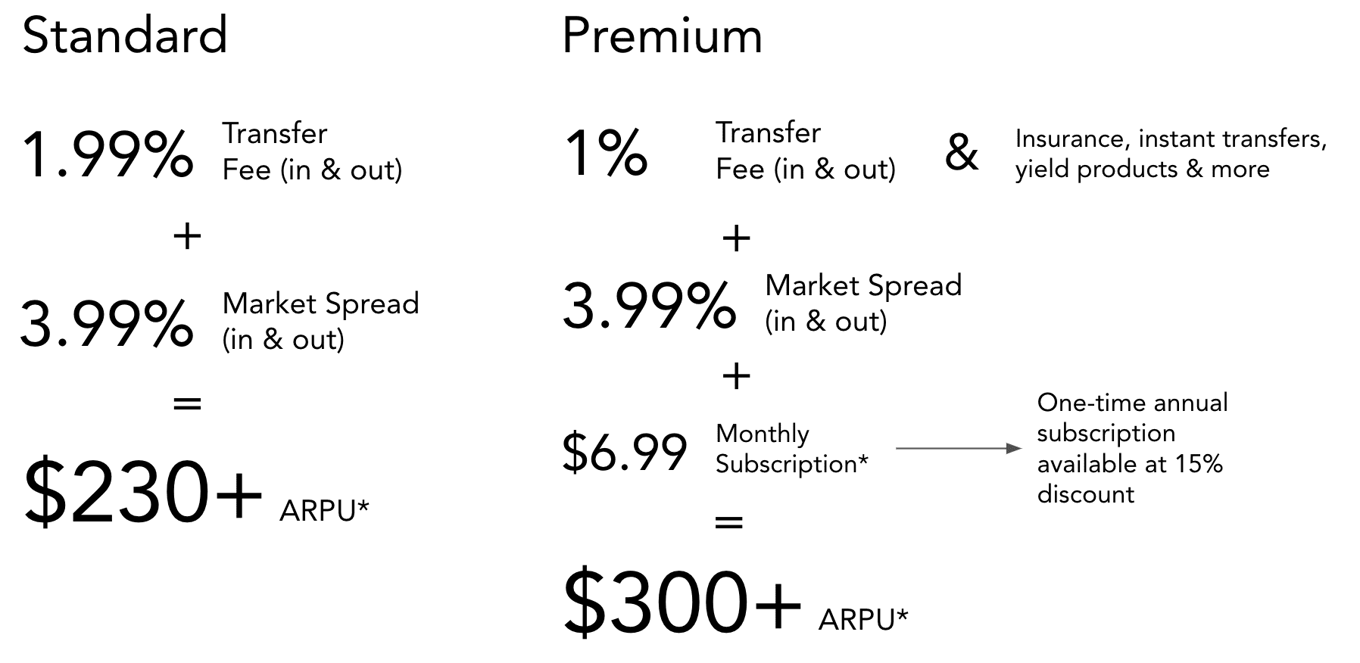 Standard
1.99%
Transfer
Fee (in & out)
+
3.99%
Market Spread
(in & out)
=
$230+ ARPU*
Premium
1%
Transfer
Fee (in & out)
&
Insurance, instant transfers,
yield products & more
+
3.99%
Market Spread
(in & out)
+
$6.99
Monthly
Subscription*
One-time annual
subscription
available at 15%
discount
=
$300+ ARPU*